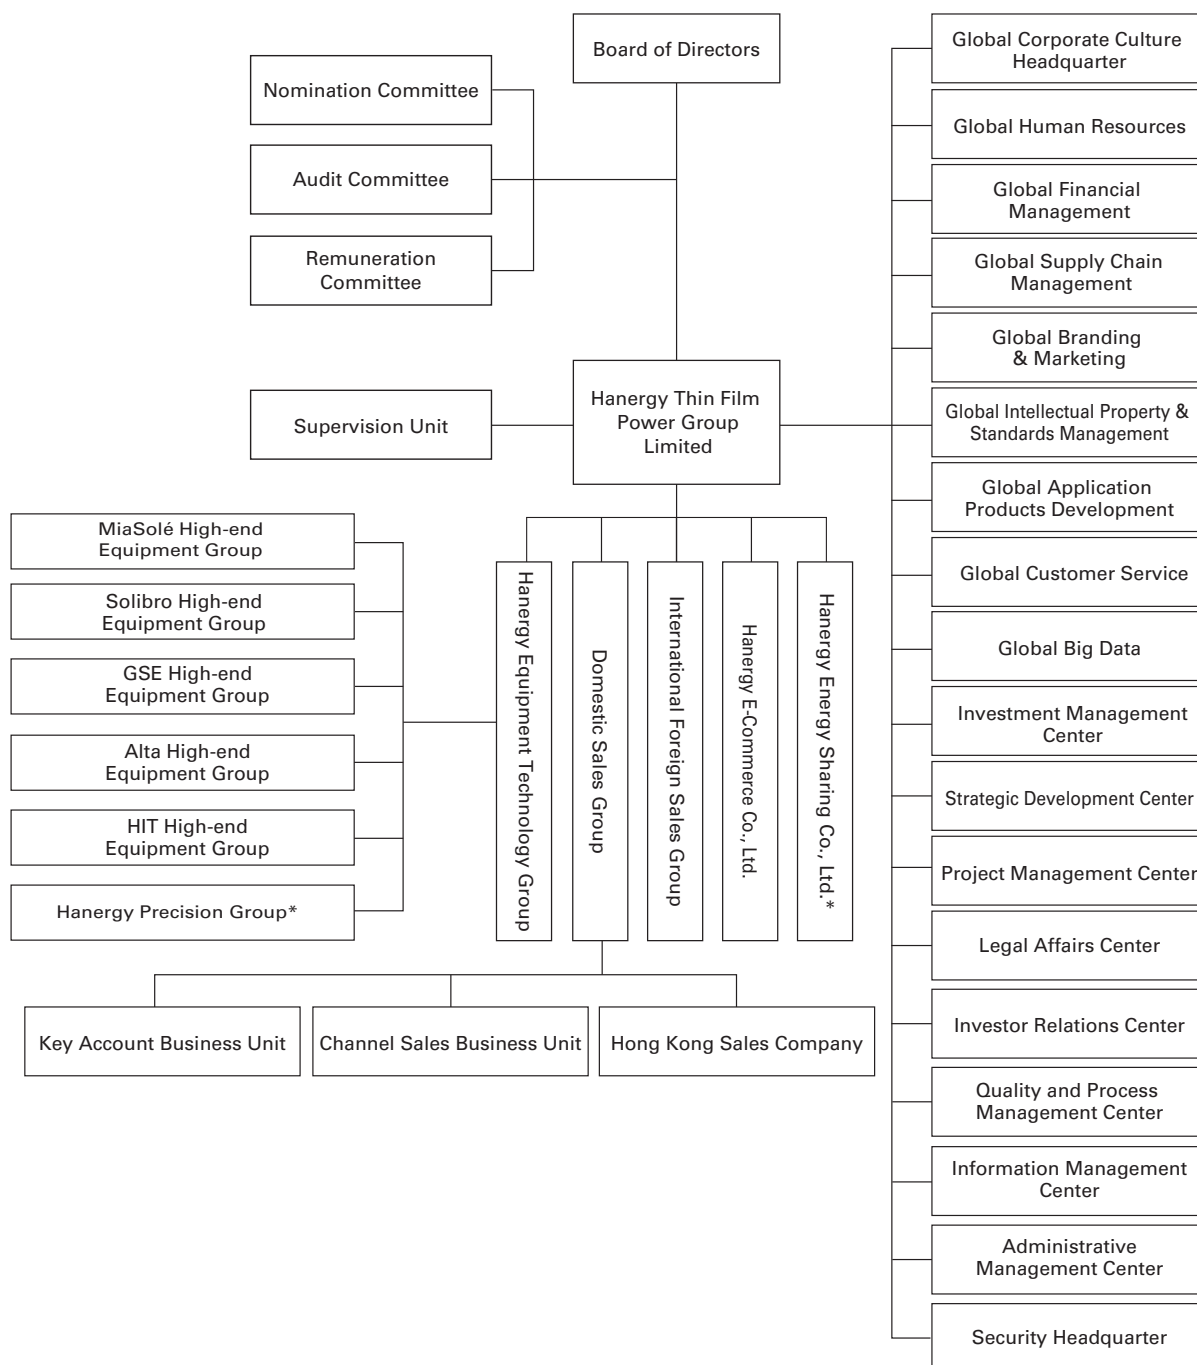 Board of Directors
Nomination Committee
Audit Committee
Remuneration
Committee
Hanergy Thin Film
Power Group
Limited
Supervision Unit
MiaSolé High-end
Equipment Group
Solibro High-end
Equipment Group
GSE High-end
Equipment Group
Alta High-end
Equipment Group
HIT High-end
Equipment Group
Hanergy Precision Group*
Hanergy Equipment Technology Group
Domestic Sales Group
International Foreign Sales Group
Hanergy E-Commerce Co., Ltd.
Hanergy Energy Sharing Co., Ltd.*
Key Account Business Unit
Channel Sales Business Unit
Hong Kong Sales Company
Global Corporate Culture
Headquarter
Global Human Resources
Global Financial
Management
Global Supply Chain
Management
Global Branding
& Marketing
Global Intellectual Property &
Standards Management
Global Application
Products Development
Global Customer Service
Global Big Data
Investment Management
Center
Strategic Development Center
Project Management Center
Legal Affairs Center
Investor Relations Center
Quality and Process
Management Center
Information Management
Center
Administrative
Management Center
Security Headquarter